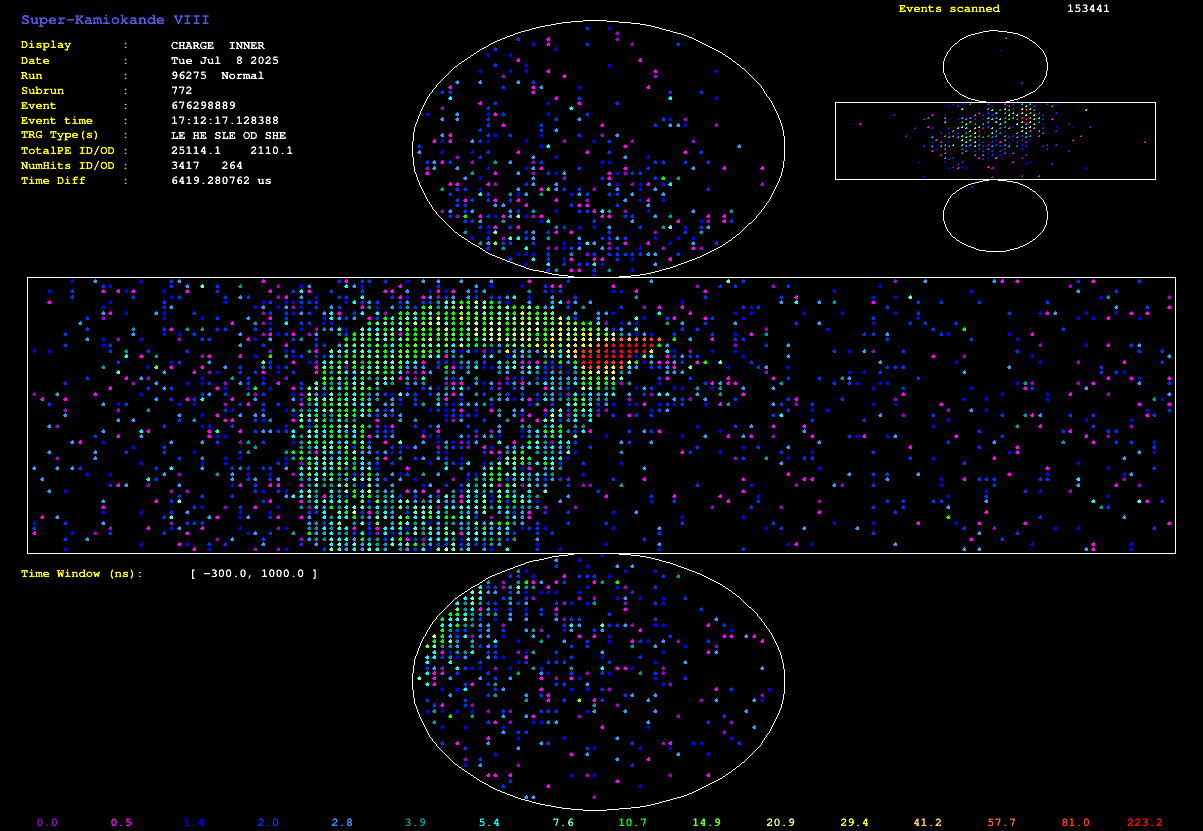 Super-Kamiokande VIII
Events scanned 153441
Display : CHARGE INNER
Date : Tue Jul 8 2025
Run : 96275 Normal
Subrun : 772
Event : 676298889
Event time : 17:12:17.128388
TRG Type(s) : LE HE SLE OD SHE
TotalPE ID/OD : 25114.1 2110.1
NumHits ID/OD : 3417 264
Time Diff : 6419.280762 us
Time Window (ns): [ -300.0, 1000.0 ]
0.0 0.5 1.4 2.0 2.8 3.9 5.4 7.6 10.7 14.9 20.9 29.4 41.2 57.7 81.0 223.2